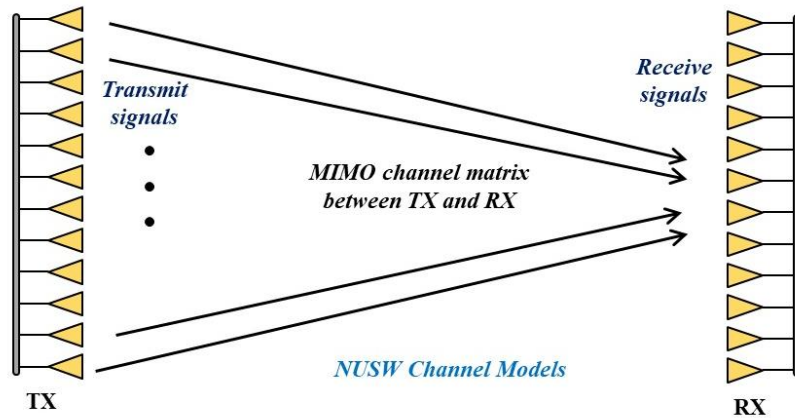 Transmit
signals
Receive
signals
MIMO channel matrix
between TX and RX
NUSW Channel Models
TX
RX